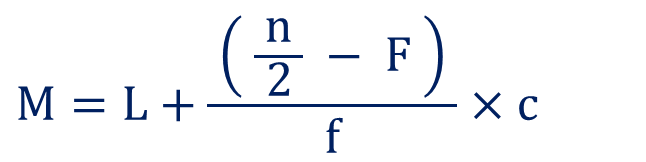 M = L + ( n/2 − F ) / f × c